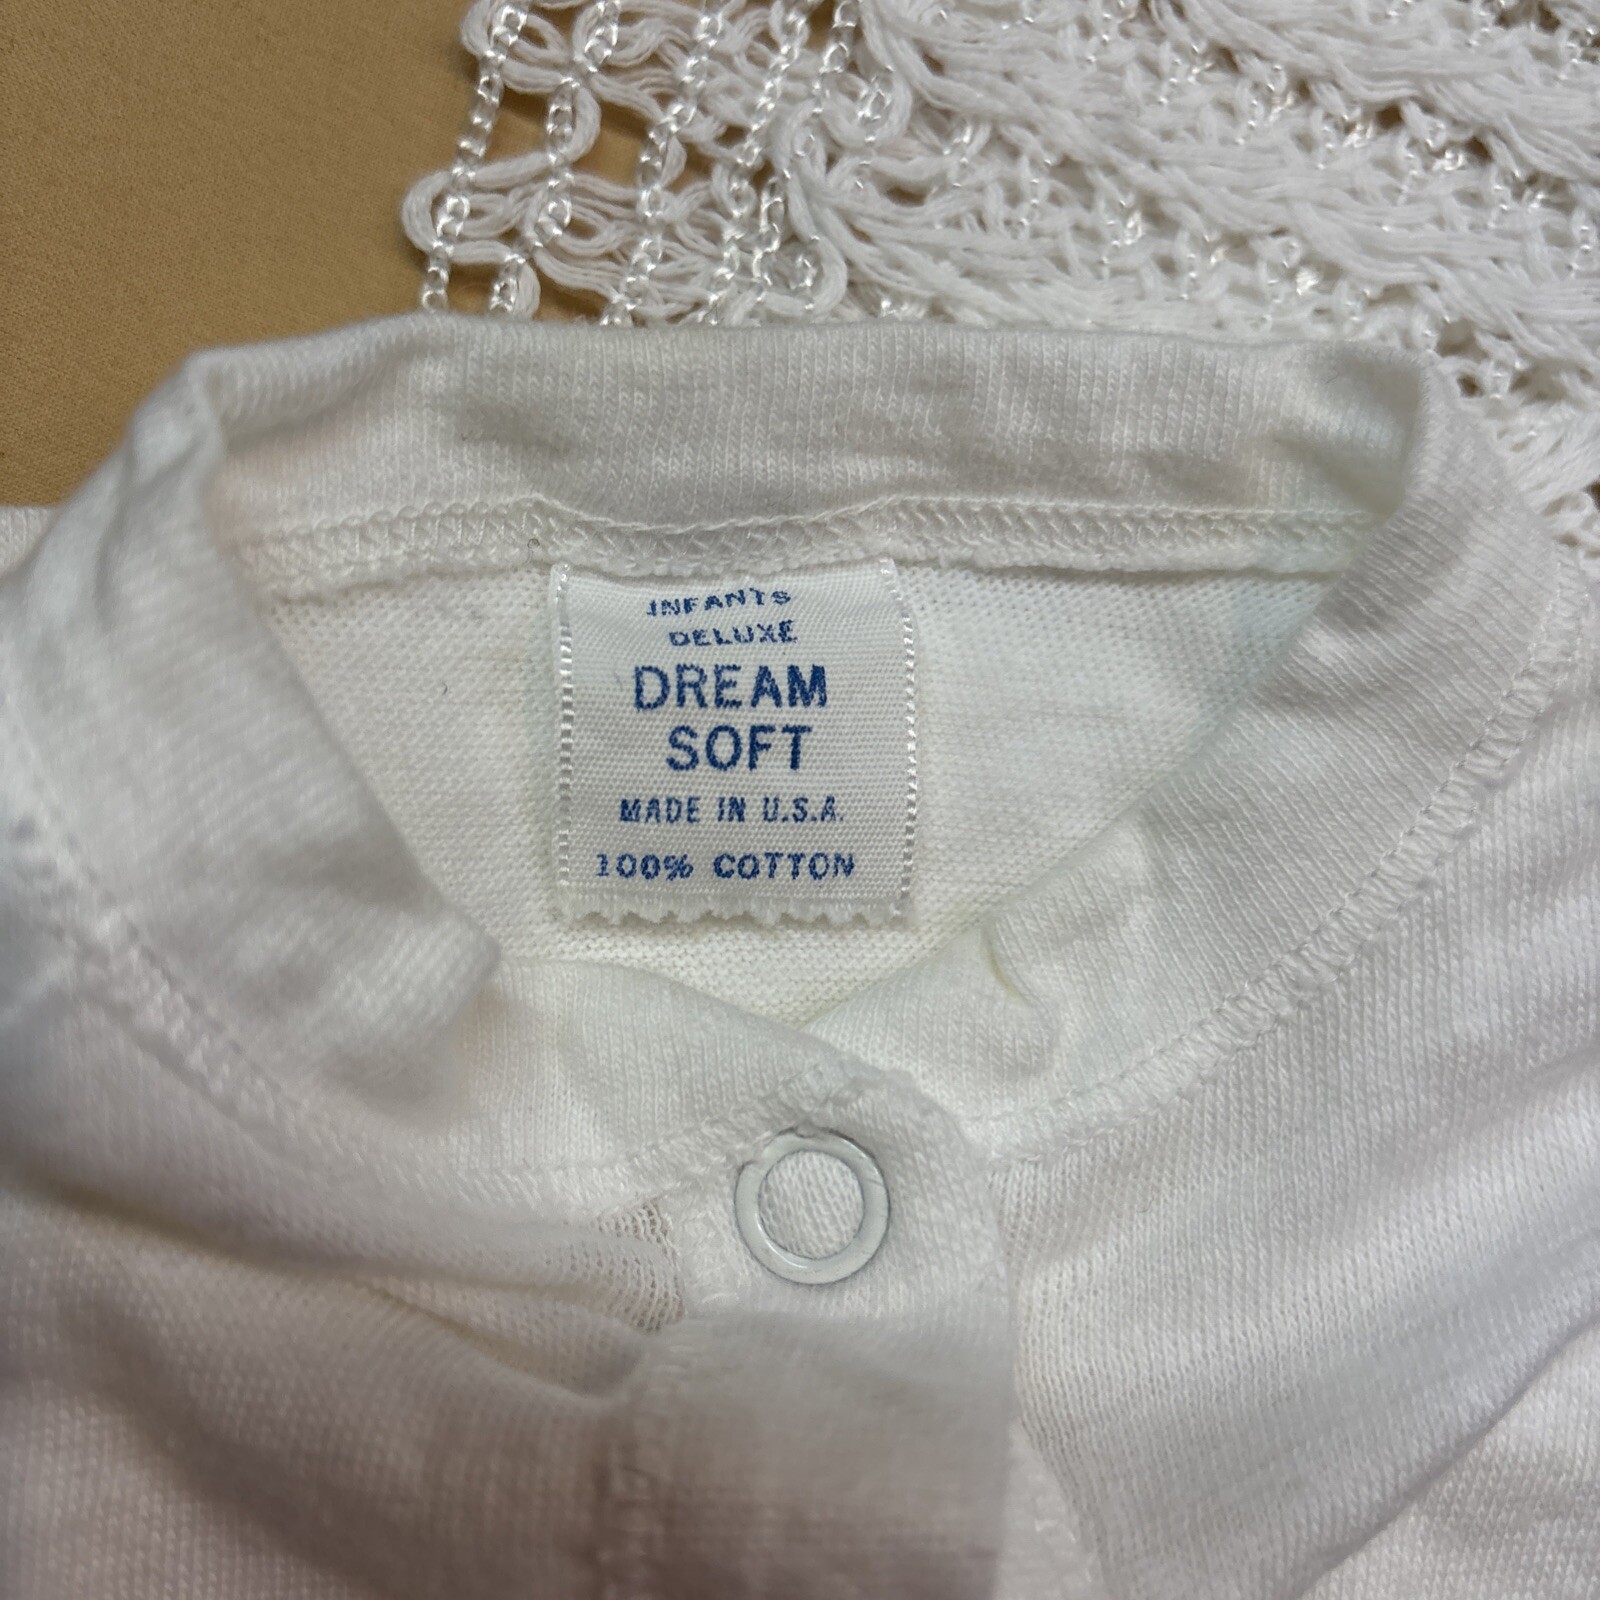 INFANTS
DELUXE
DREAM
SOFT
MADE IN U.S.A.
100% COTTON